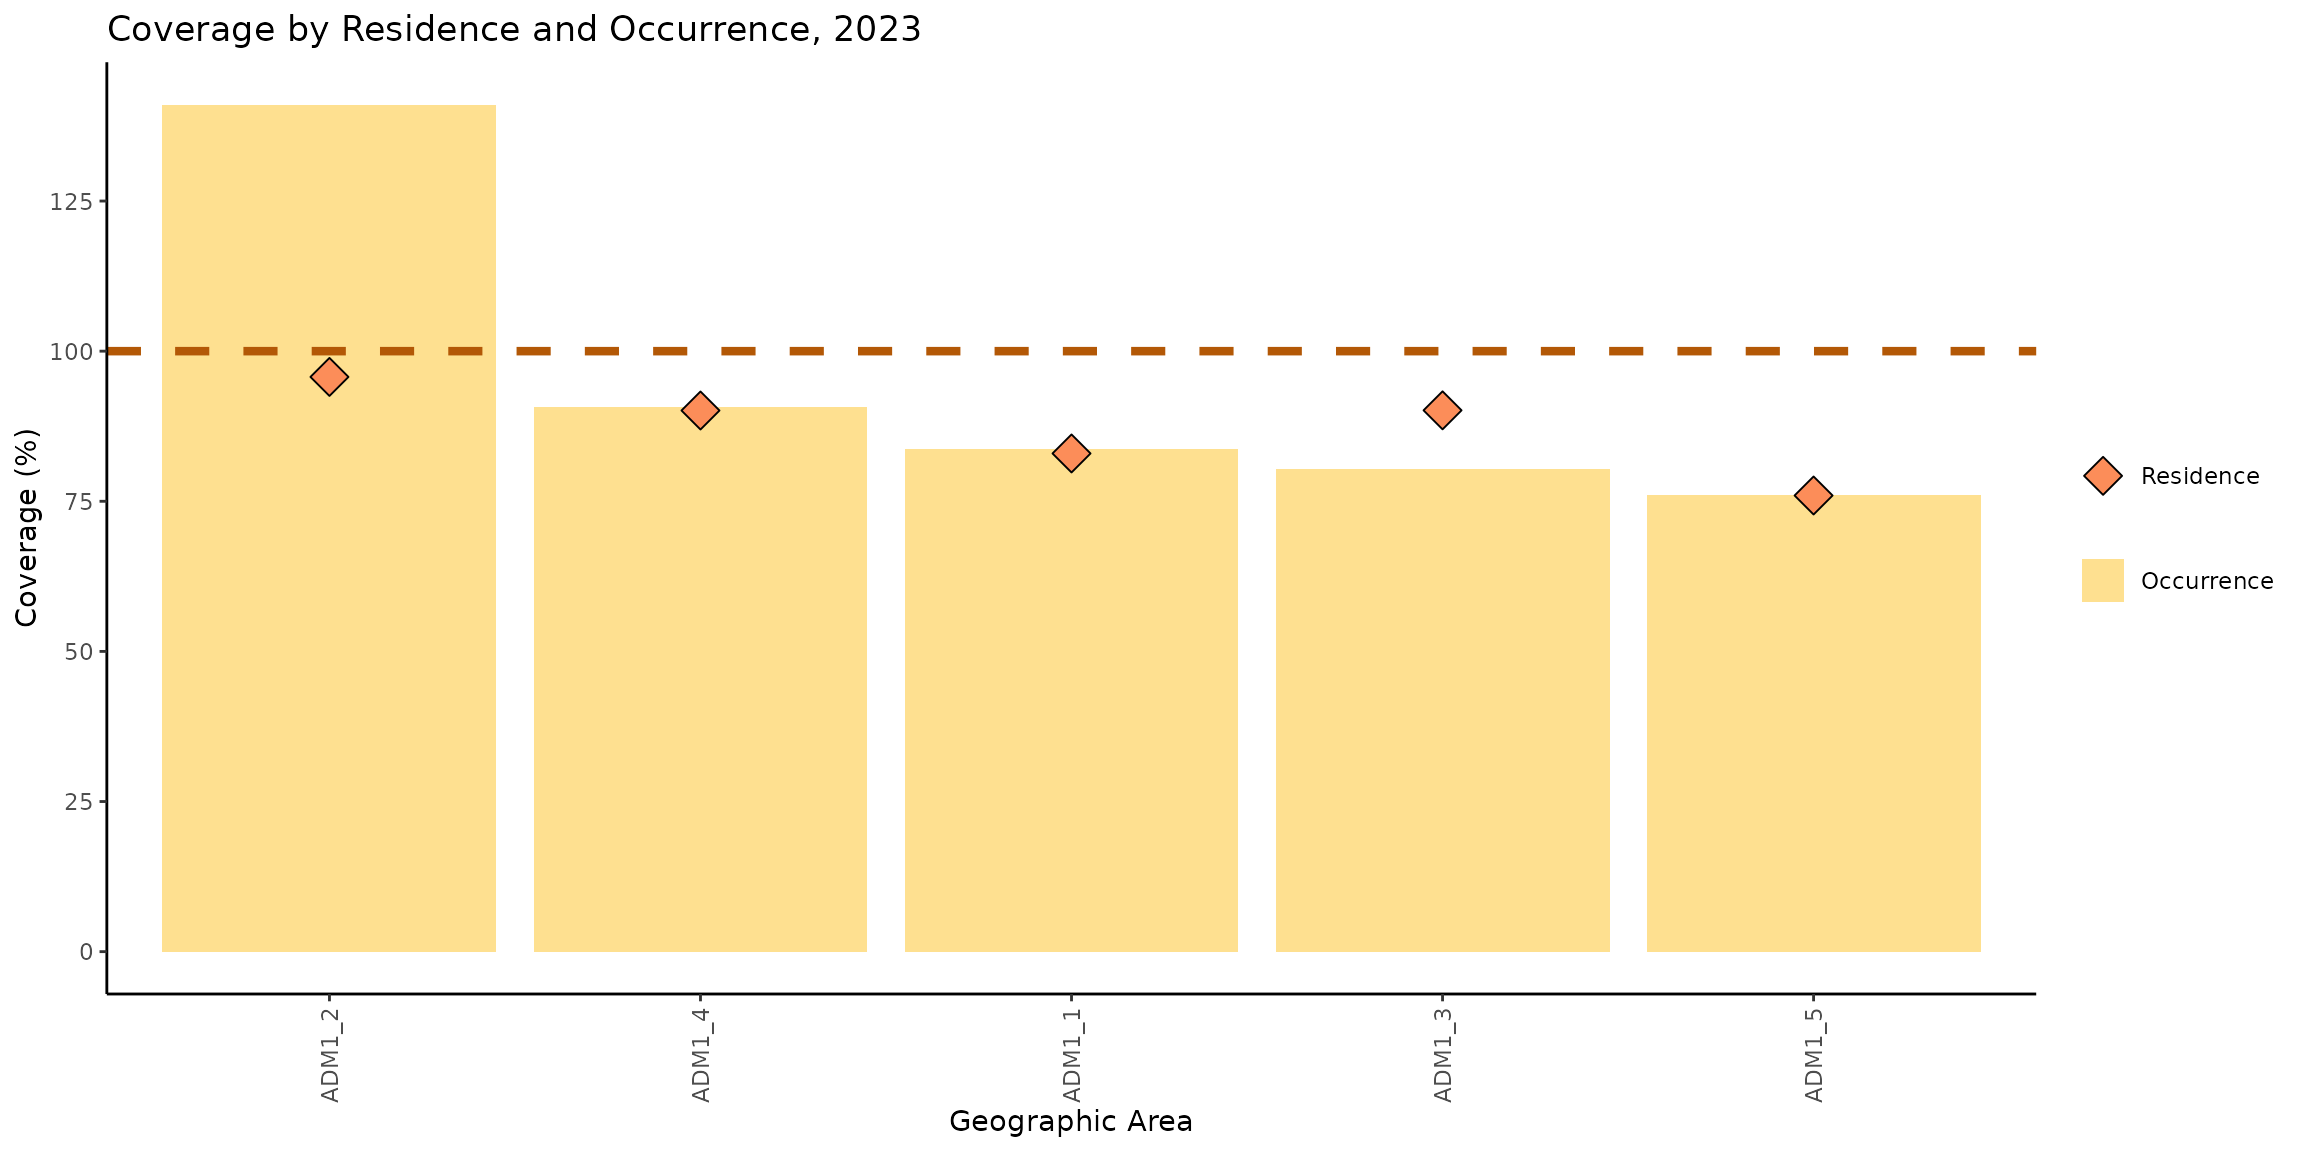 Coverage by Residence and Occurrence, 2023
Coverage (%)
125
100
75
50
25
0
ADM1_2
ADM1_4
ADM1_1
ADM1_3
ADM1_5
Geographic Area
Residence
Occurrence